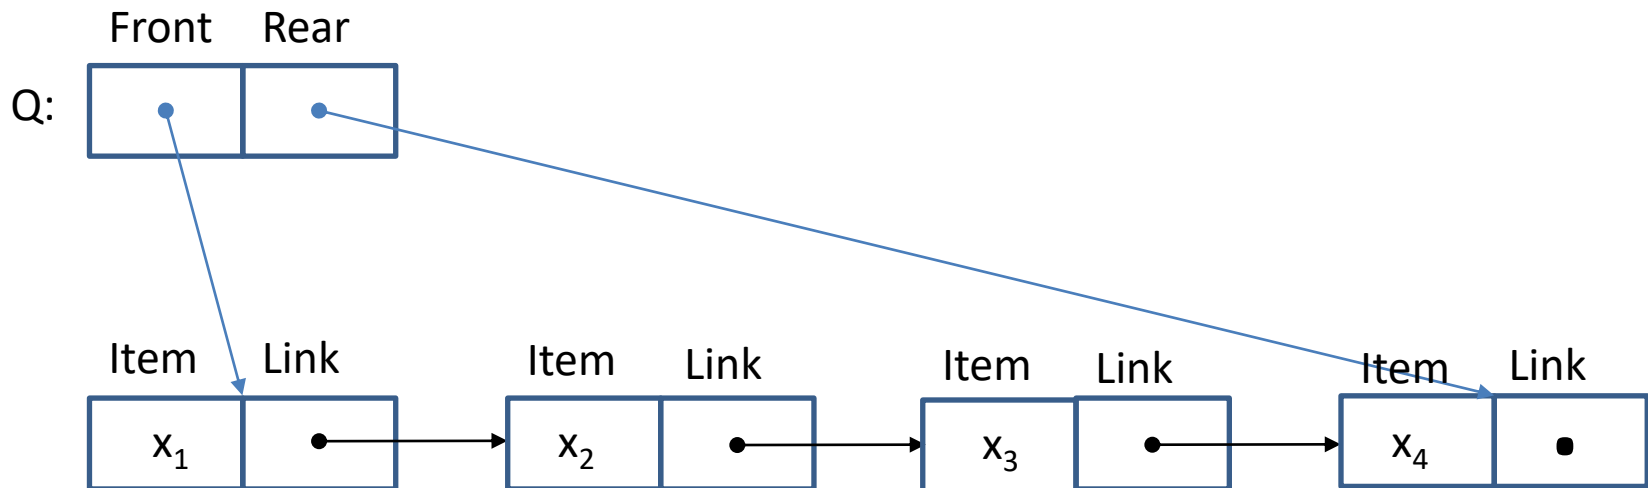 Front Rear
Q:
Item Link Item Link Item Link Item Link
x₁ x₂ x₃ x₄